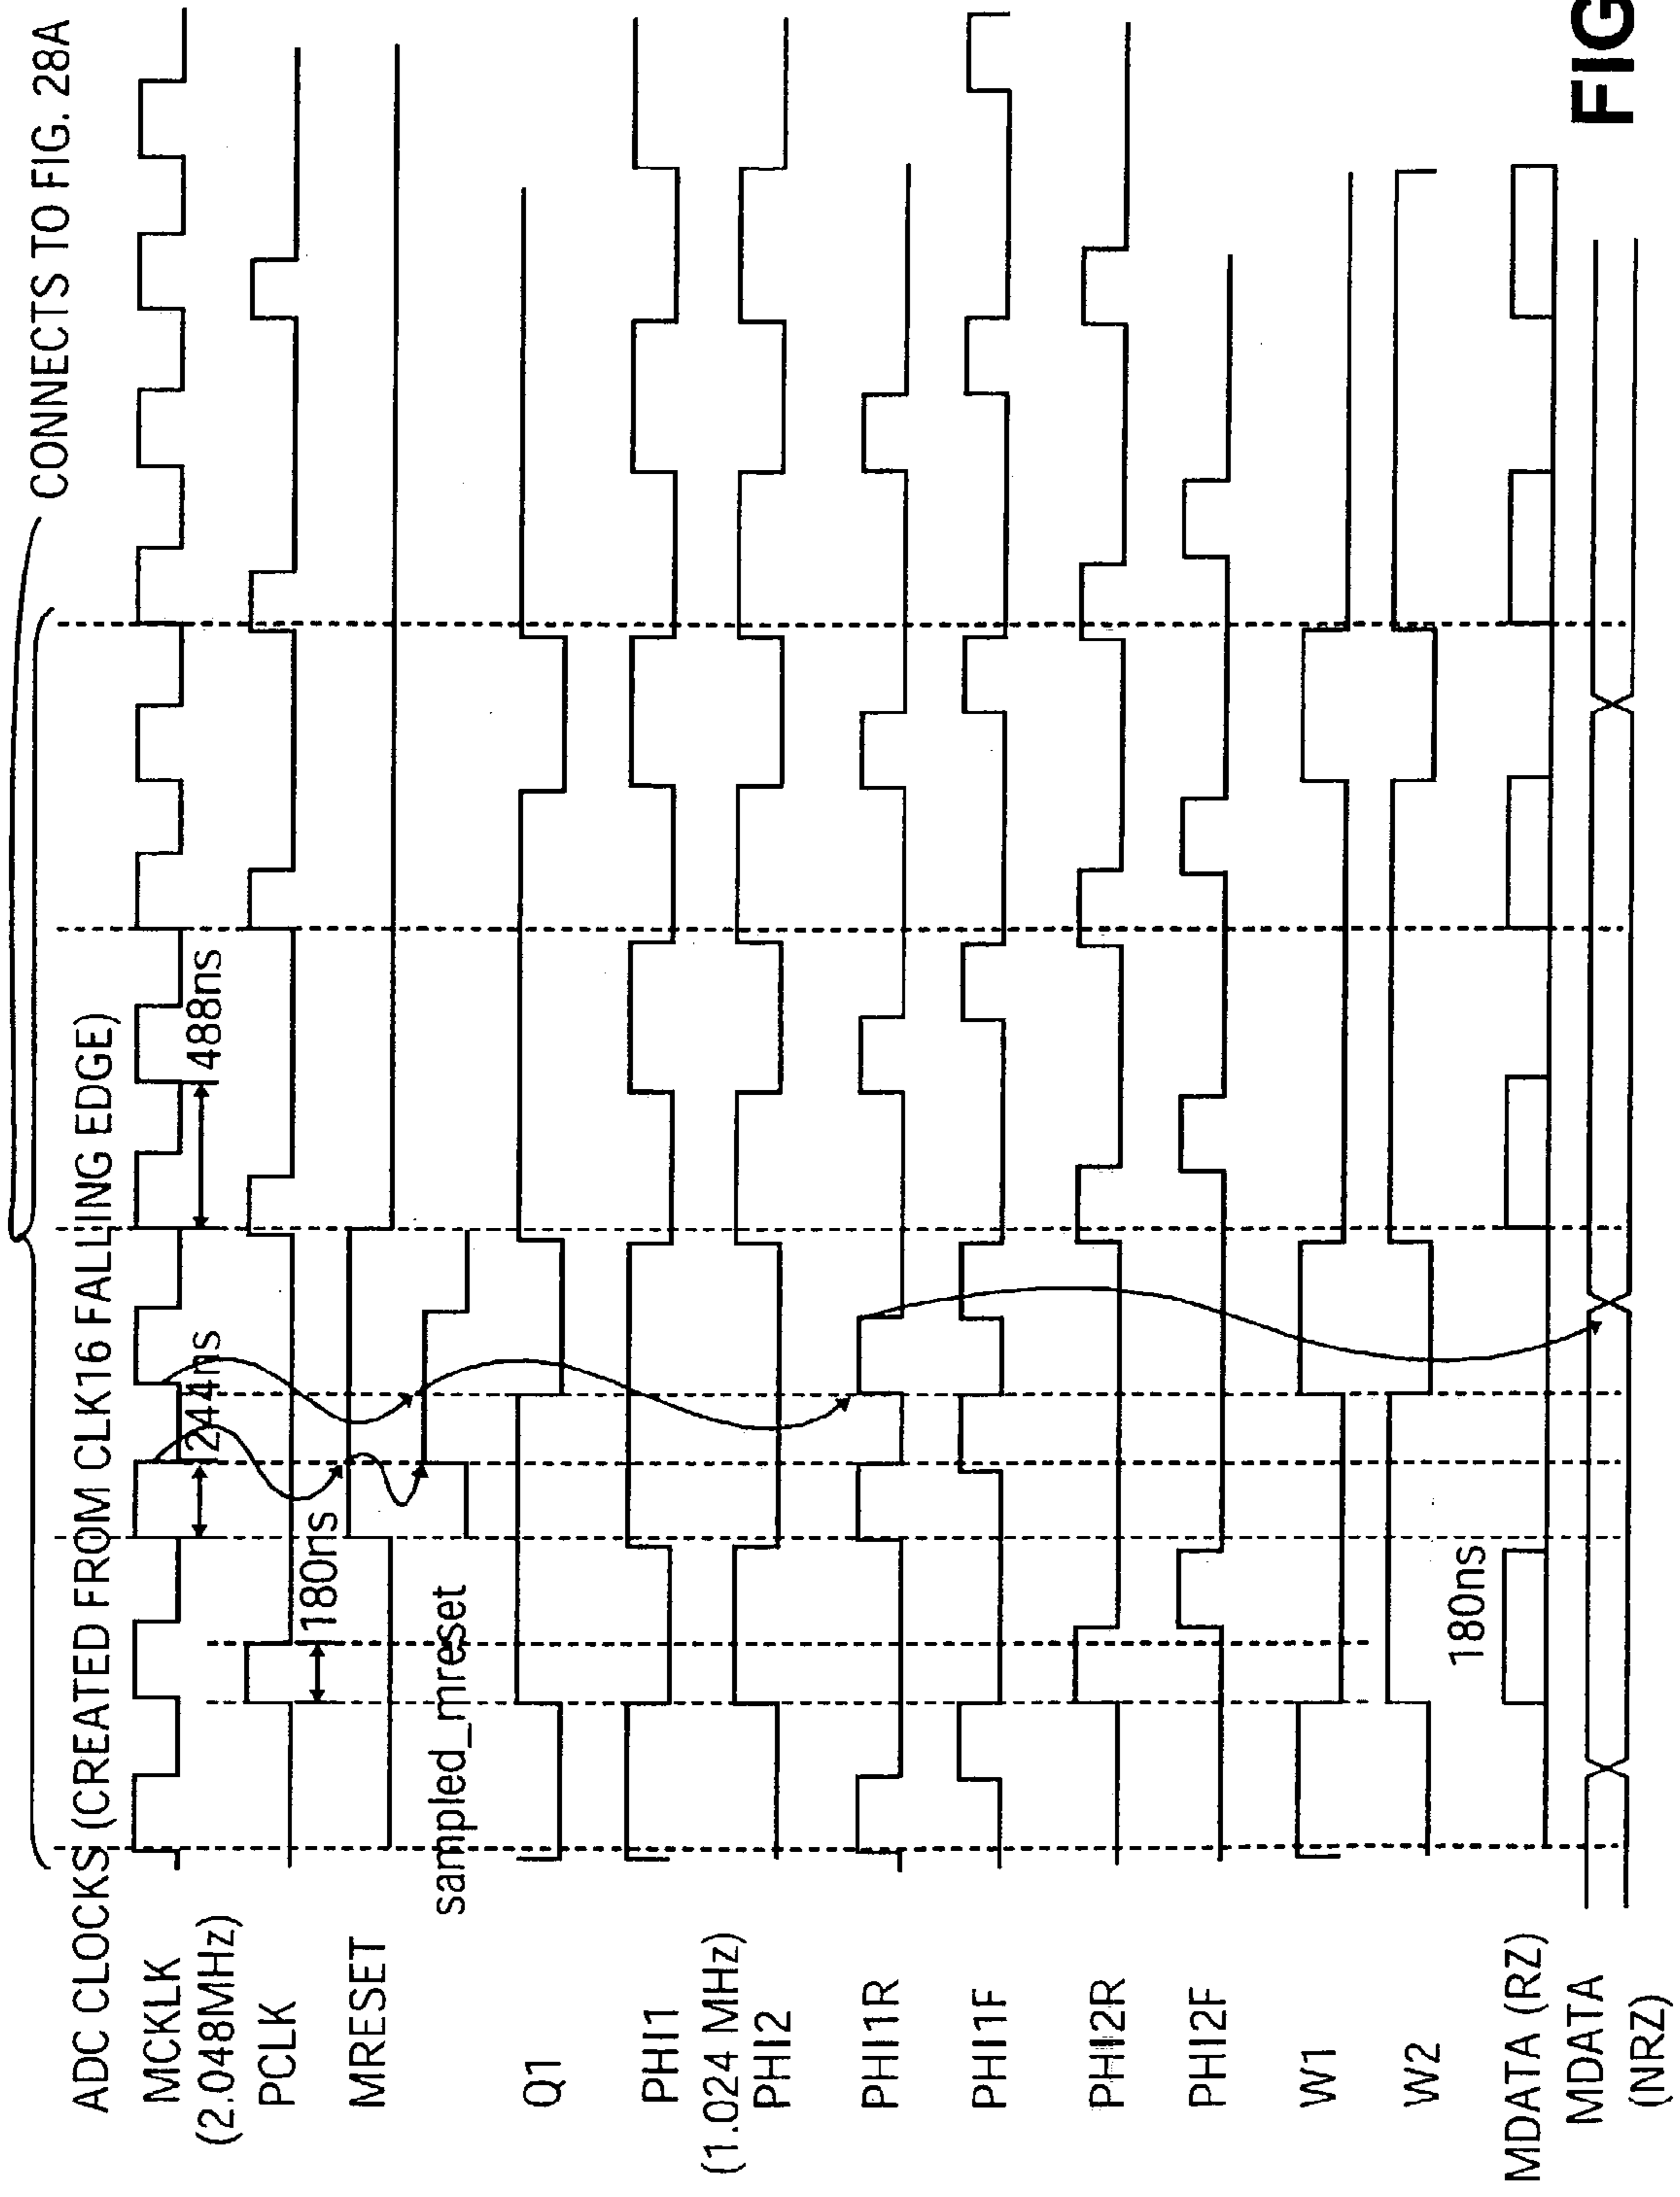 CONNECTS TO FIG. 28A
ADC CLOCKS (CREATED FROM CLK16 FALLING EDGE)
MCKLK
(2.048MHz)
244ns
488ns
PCLK
180ns
MRESET
sampled_mreset
Q1
PHI1
(1.024 MHz)
PHI2
PHI1R
PHI1F
PHI2R
PHI2F
W1
W2
180ns
MDATA (RZ)
MDATA
(NRZ)
FIG